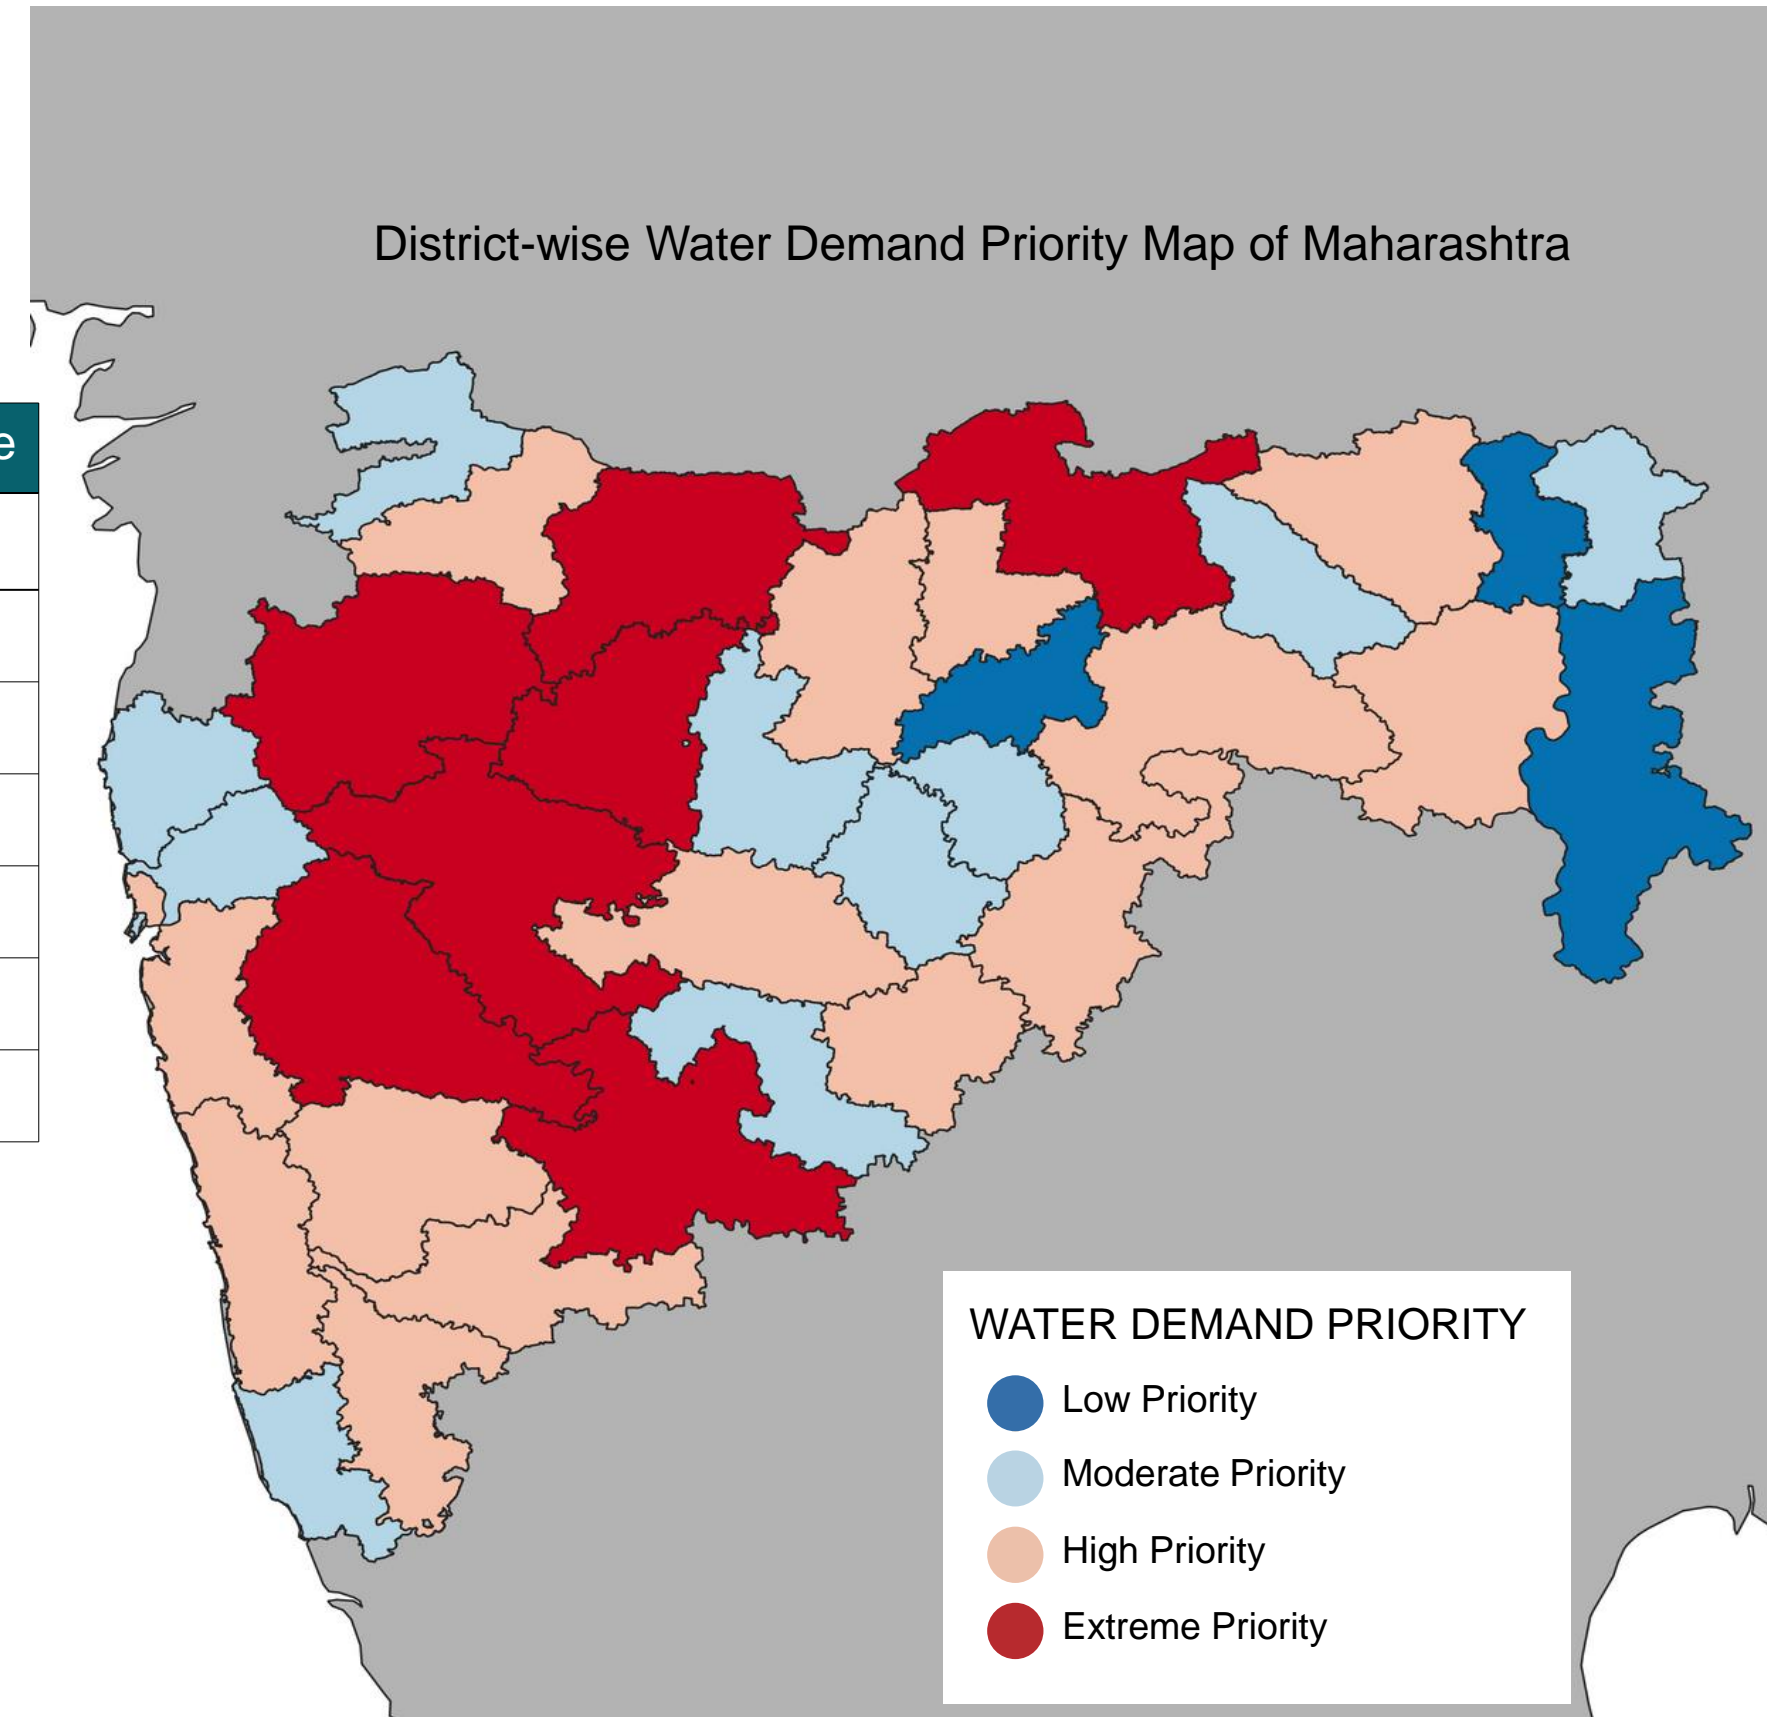 District-wise Water Demand Priority Map of Maharashtra
e
WATER DEMAND PRIORITY
Low Priority
Moderate Priority
High Priority
Extreme Priority